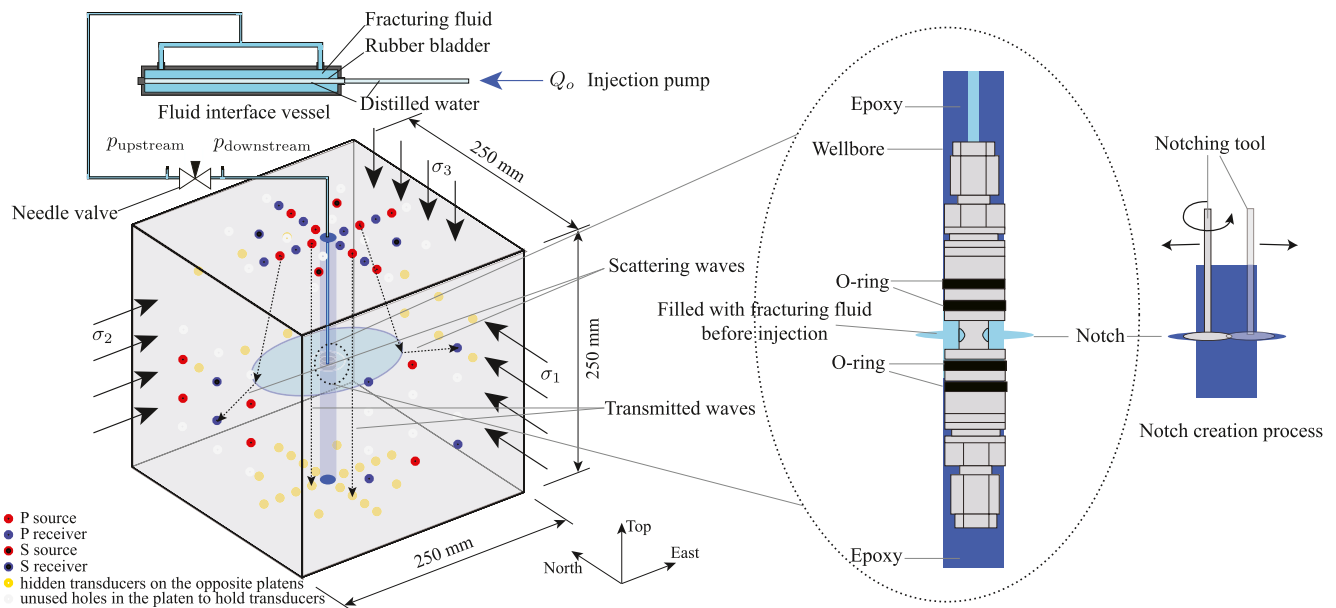 Fracturing fluid
Rubber bladder
Distilled water
Fluid interface vessel
Qo Injection pump
pupstream
pdownstream
Needle valve
250 mm
σ3
σ2
σ1
250 mm
250 mm
Scattering waves
Transmitted waves
Top
North
East
P source
P receiver
S source
S receiver
hidden transducers on the opposite platens
unused holes in the platen to hold transducers
Epoxy
Wellbore
O-ring
Filled with fracturing fluid
before injection
O-ring
Epoxy
Notch
Notching tool
Notch creation process